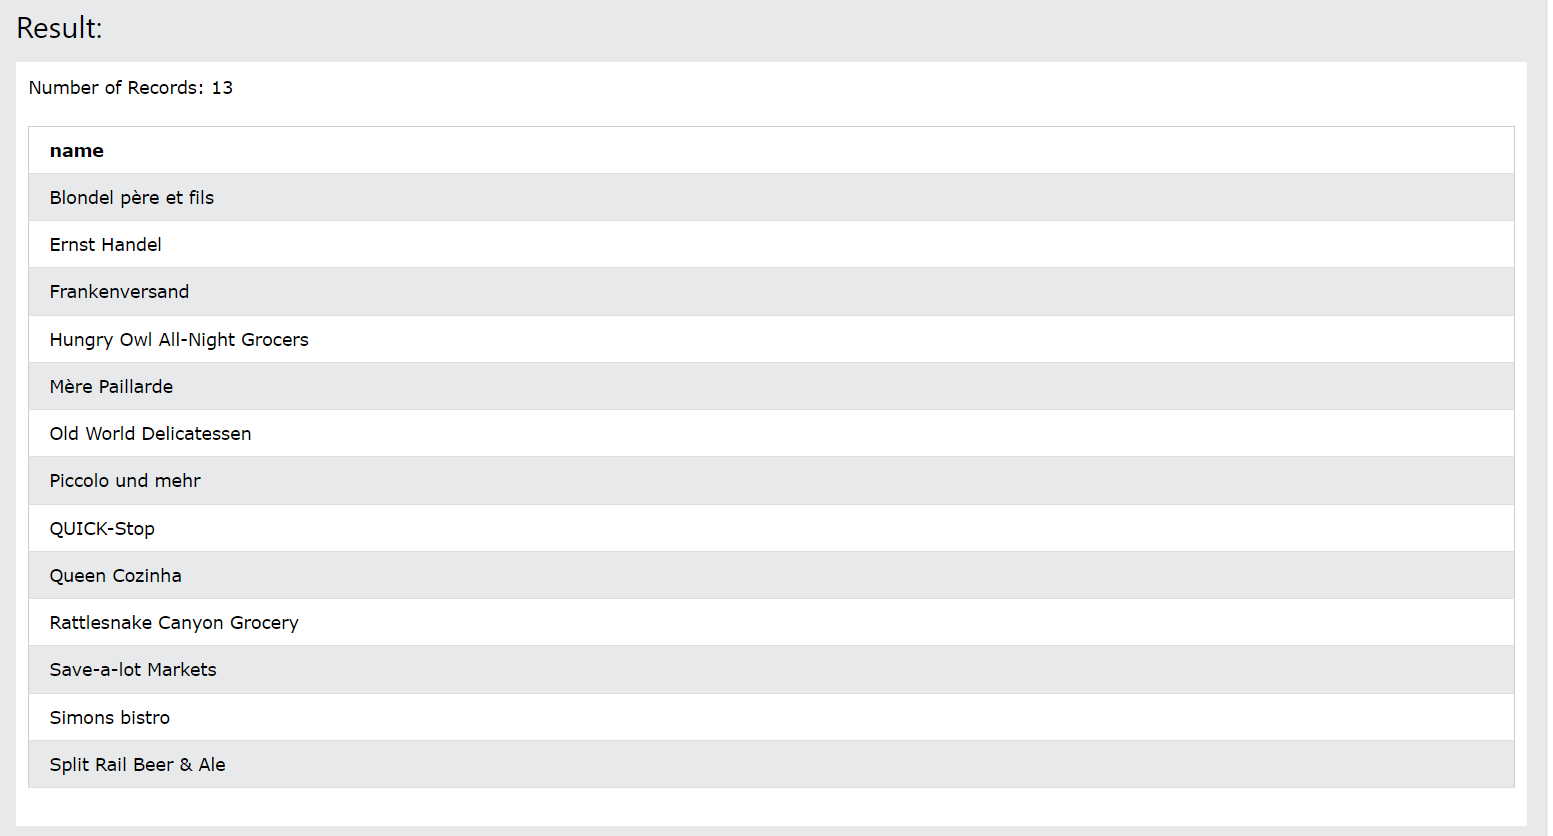 Result:
Number of Records: 13
name
Blondel père et fils
Ernst Handel
Frankenversand
Hungry Owl All-Night Grocers
Mère Paillarde
Old World Delicatessen
Piccolo und mehr
QUICK-Stop
Queen Cozinha
Rattlesnake Canyon Grocery
Save-a-lot Markets
Simons bistro
Split Rail Beer & Ale